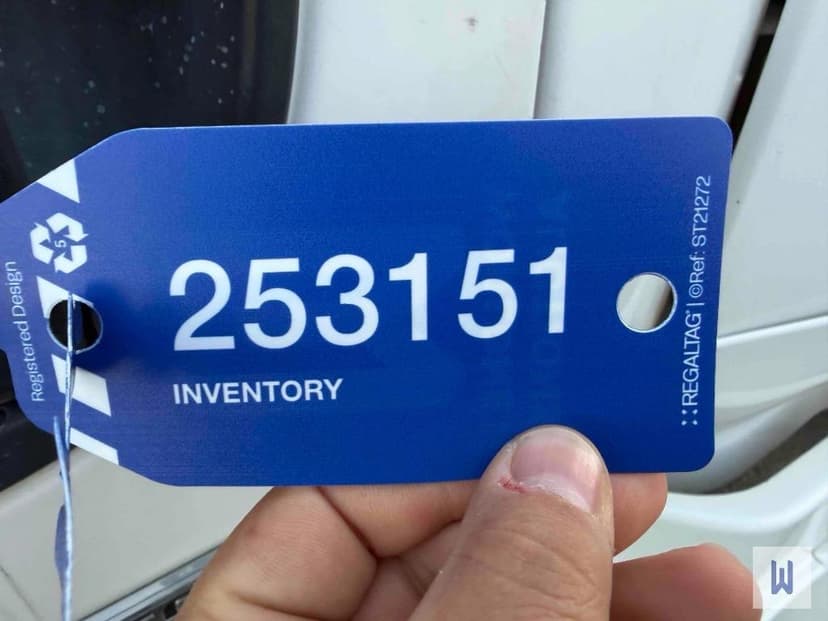 Registered Design
5
253151
INVENTORY
REGALTAG® | ©Ref: ST21272
W